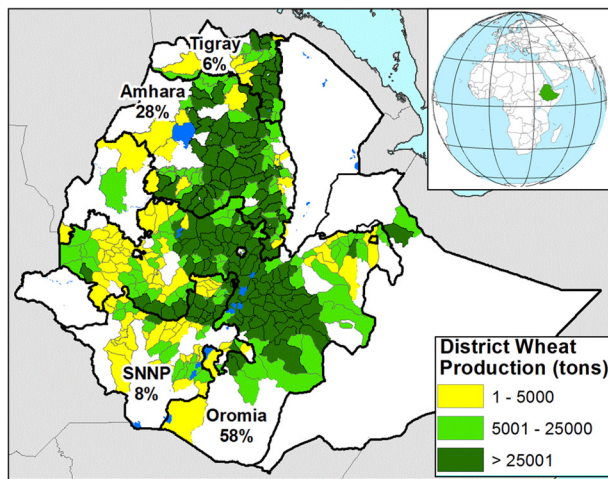 Tigray
6%
Amhara
28%
SNNP
8%
Oromia
58%
District Wheat
Production (tons)
1 - 5000
5001 - 25000
> 25001